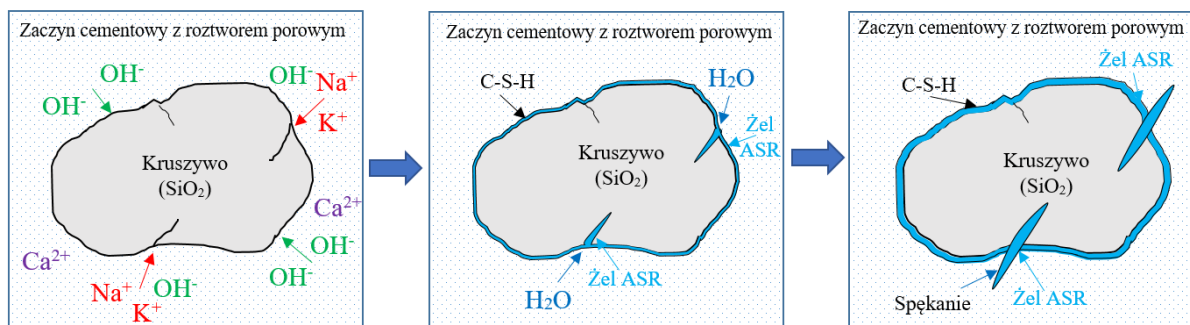 Zaczyn cementowy z roztworem porowym
OH⁻
OH⁻
OH⁻
Na⁺
K⁺
Kruszywo
(SiO₂)
Ca²⁺
Ca²⁺
OH⁻
OH⁻
Na⁺
K⁺
OH⁻
Zaczyn cementowy z roztworem porowym
C-S-H
H₂O
Żel
ASR
Kruszywo
(SiO₂)
Żel ASR
H₂O
Zaczyn cementowy z roztworem porowym
Żel ASR
C-S-H
Kruszywo
(SiO₂)
Żel ASR
Spękanie